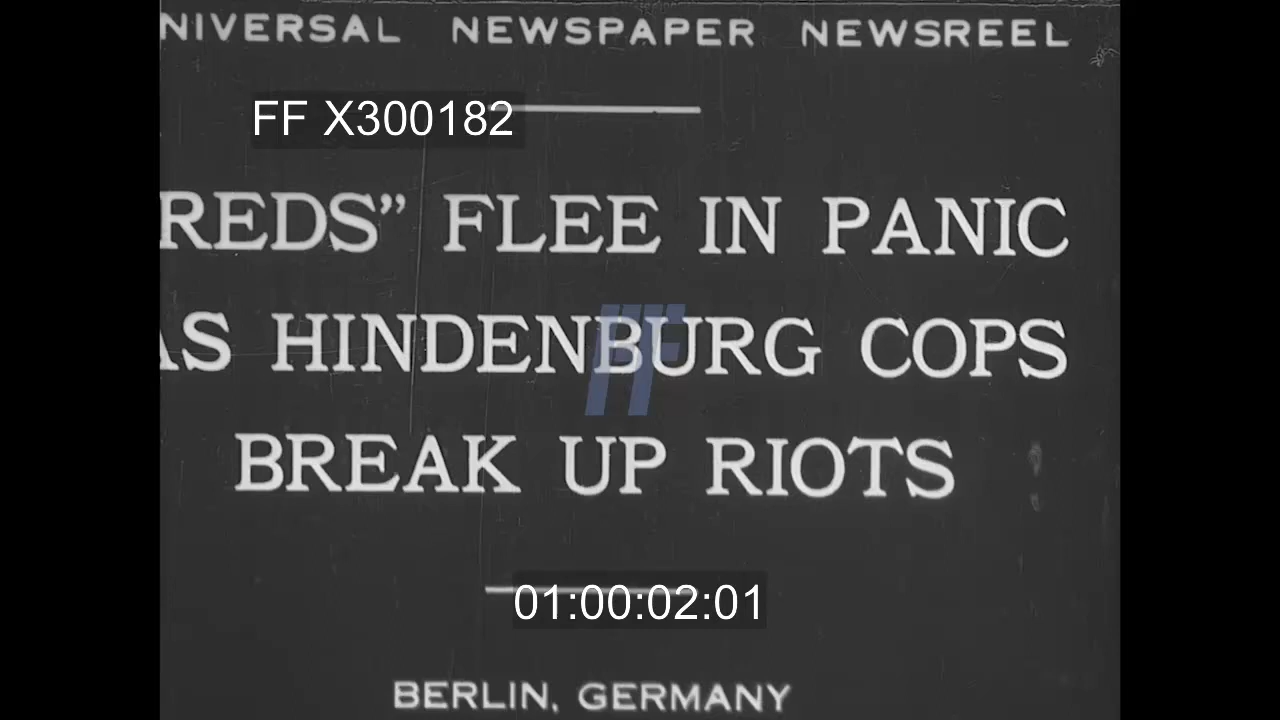 NIVERSAL NEWSPAPER NEWSREEL
FF X300182
REDS” FLEE IN PANIC
AS HINDENBURG COPS
BREAK UP RIOTS
01:00:02:01
BERLIN, GERMANY